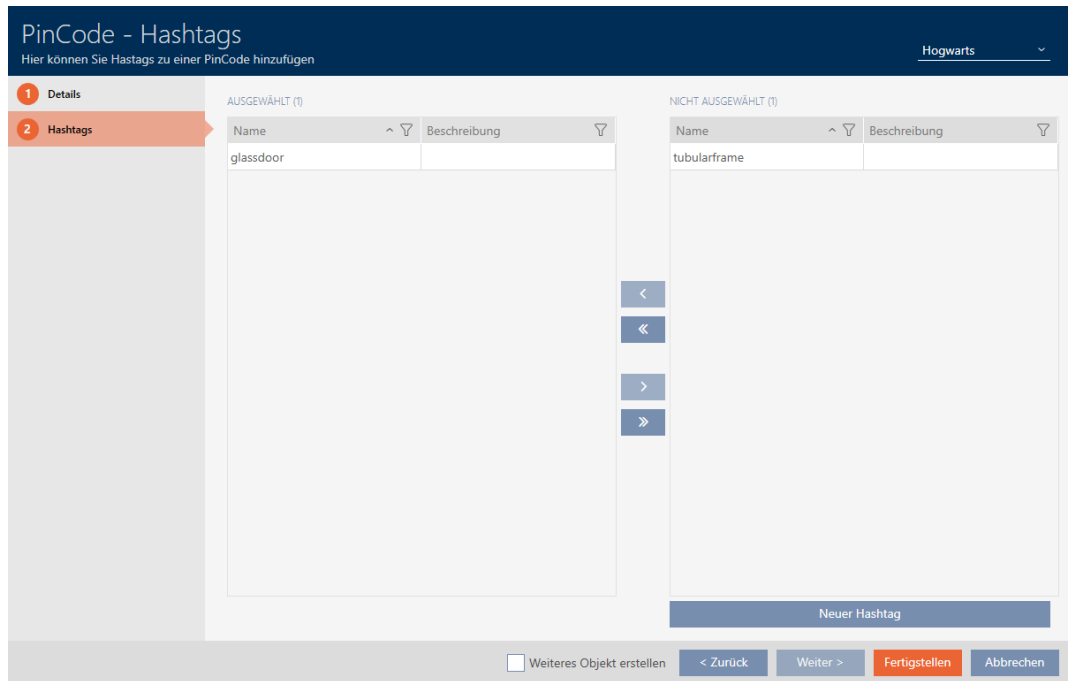 PinCode - Hashtags
Hier können Sie Hastags zu einer PinCode hinzufügen
Hogwarts
1 Details
2 Hashtags
AUSGEWÄHLT (1)
Name Beschreibung
glassdoor
NICHT AUSGEWÄHLT (1)
Name Beschreibung
tubularframe
Neuer Hashtag
Weiteres Objekt erstellen
< Zurück
Weiter >
Fertigstellen
Abbrechen